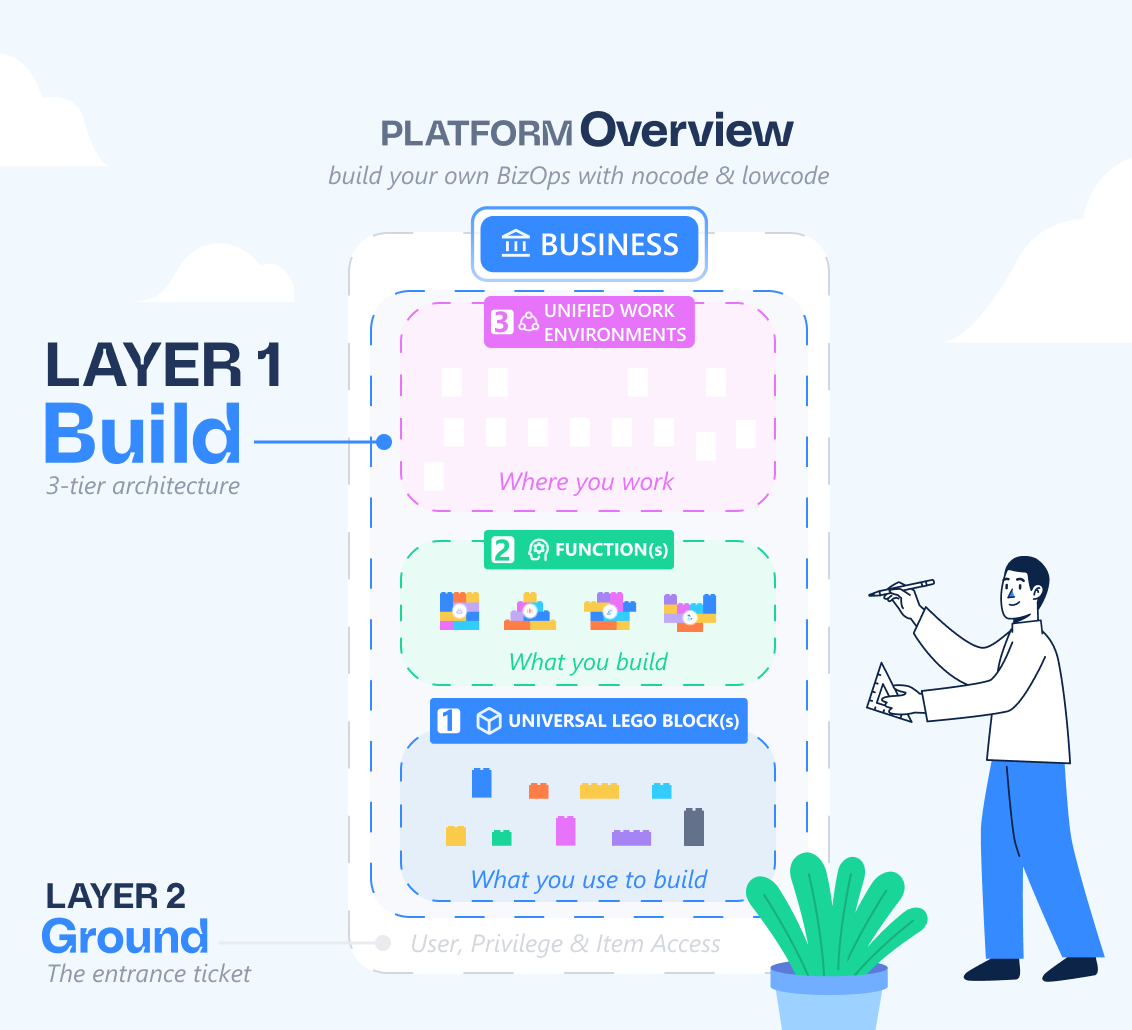 PLATFORM Overview
build your own BizOps with nocode & lowcode
BUSINESS
3 UNIFIED WORK
ENVIRONMENTS
LAYER 1
Build
3-tier architecture
Where you work
2 FUNCTION(s)
What you build
1 UNIVERSAL LEGO BLOCK(s)
What you use to build
LAYER 2
Ground
The entrance ticket
User, Privilege & Item Access